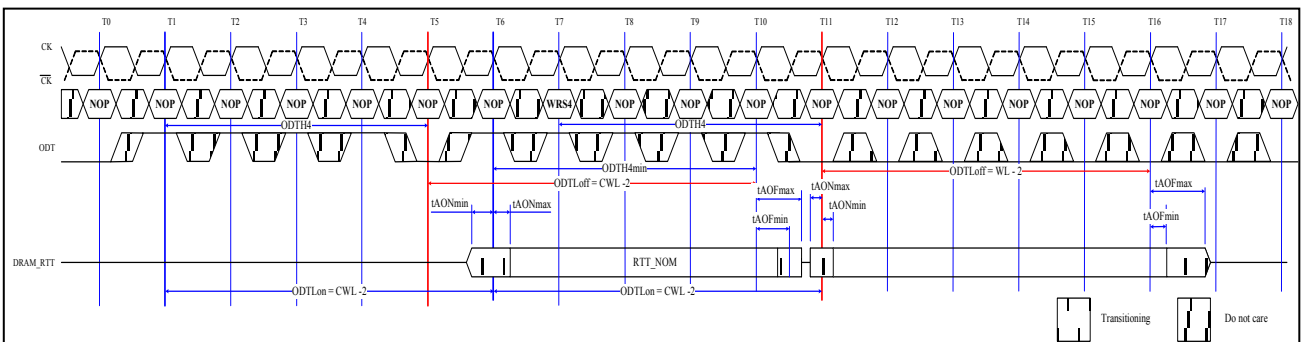 T0 T1 T2 T3 T4 T5 T6 T7 T8 T9 T10 T11 T12 T13 T14 T15 T16 T17 T18
CK
CK
NOP NOP NOP NOP NOP NOP NOP WRS4 NOP NOP NOP NOP NOP NOP NOP NOP NOP NOP NOP
ODTH4 ODTH4
ODT
ODTH4min ODTLoff = WL - 2
ODTLoff = CWL -2
tAOFmax tAONmax tAOFmax
tAONmin tAONmax tAONmin
tAOFmin tAOFmin
DRAM_RTT RTT_NOM
ODTLon = CWL -2 ODTLon = CWL -2
Transitioning Do not care